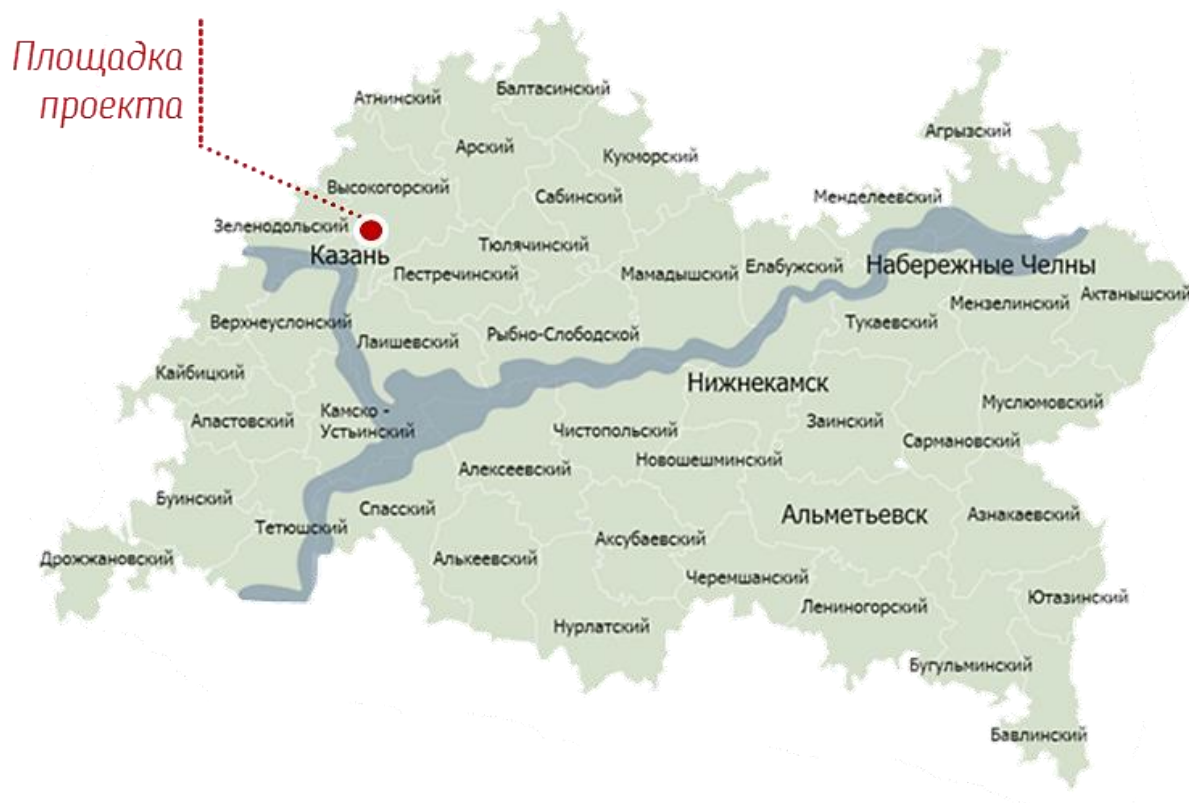 Площадка
проекта
Балтасинский
Атнинский
Агрызский
Арский
Кукморский
Высокогорский
Сабинский
Менделеевский
Зеленодольский
Тюлячинский
Казань
Набережные Челны
Елабужский
Пестречинский
Мамадышский
Актанышский
Мензелинский
Верхнеуслонский
Тукаевский
Рыбно-Слободской
Лаишевский
Кайбицкий
Нижнекамск
Муслюмовский
Камско -
Устьинский
Апастовский
Заинский
Чистопольский
Сармановский
Новошешминский
Алексеевский
Буинский
Спасский
Альметьевск
Азнакаевский
Тетюшский
Аксубаевский
Дрожжановский
Алькеевский
Черемшанский
Ютазинский
Лениногорский
Нурлатский
Бугульминский
Бавлинский